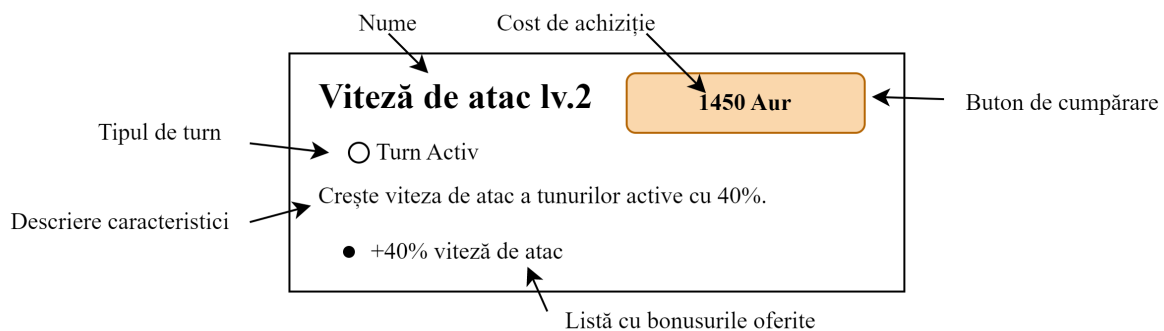 Nume
Cost de achiziție
Viteză de atac lv.2
1450 Aur
Buton de cumpărare
Tipul de turn
Turn Activ
Crește viteza de atac a tunurilor active cu 40%.
Descriere caracteristici
+40% viteză de atac
Listă cu bonusurile oferite